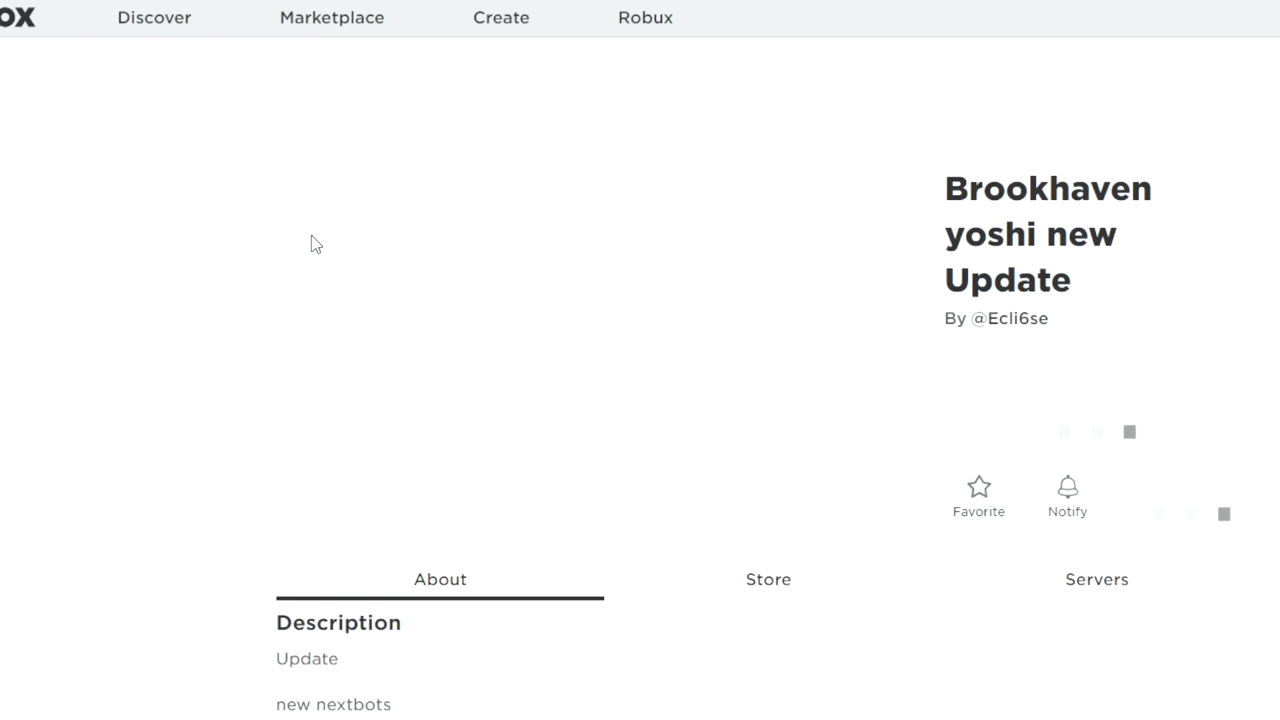 OX
Discover
Marketplace
Create
Robux
Brookhaven
yoshi new
Update
By @Ecli6se
Favorite
Notify
About
Store
Servers
Description
Update
new nextbots